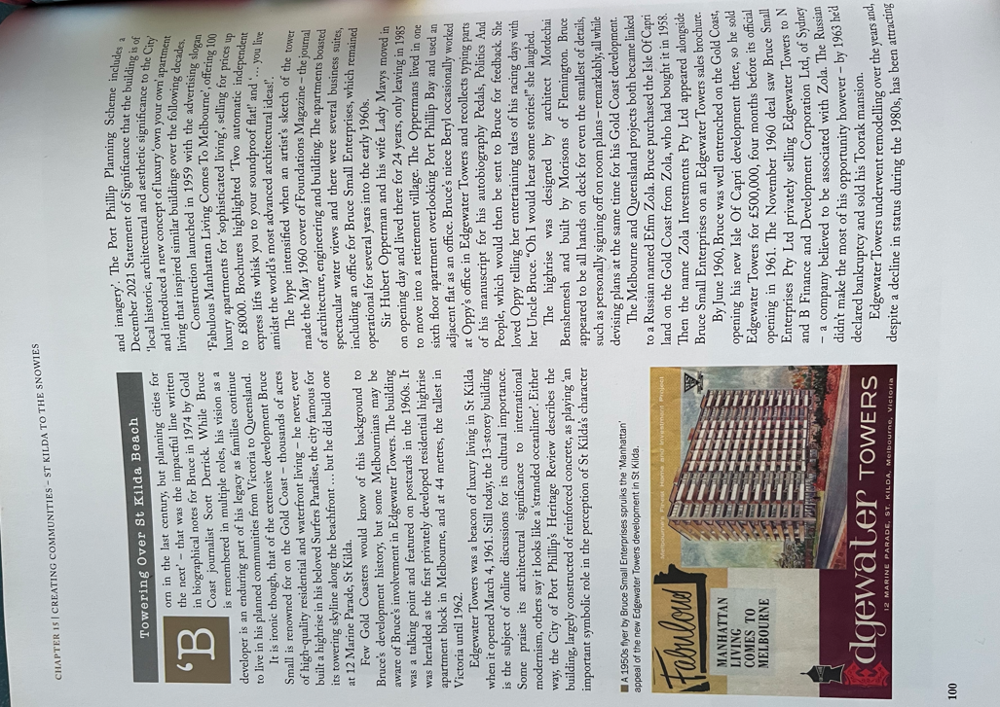 CHAPTER 15 | CREATING COMMUNITIES – ST KILDA TO THE SNOWIES
Towering Over St Kilda Beach
‘B
orn in the last century, but planning cities for
the next’ – that was the impactful line written
in biographical notes for Bruce in 1974 by Gold
Coast journalist Scott Derrick. While Bruce
is remembered in multiple roles, his vision as a
developer is an enduring part of his legacy as families continue
to live in his planned communities from Victoria to Queensland.
It is ironic though, that of the extensive development Bruce
Small is renowned for on the Gold Coast – thousands of acres
of high-quality residential and waterfront living – he never, ever
built a highrise in his beloved Surfers Paradise, the city famous for
its towering skyline along the beachfront … but he did build one
at 12 Marine Parade, St Kilda.
Few Gold Coasters would know of this background to
Bruce’s development history, but some Melburnians may be
aware of Bruce’s involvement in Edgewater Towers. The building
was a talking point and featured on postcards in the 1960s. It
was heralded as the first privately developed residential highrise
apartment block in Melbourne, and at 44 metres, the tallest in
Victoria until 1962.
Edgewater Towers was a beacon of luxury living in St Kilda
when it opened March 4, 1961. Still today, the 13-storey building
is the subject of online discussions for its cultural importance.
Some praise its architectural significance to international
modernism, others say it looks like a ‘stranded oceanliner’. Either
way, the City of Port Phillip’s Heritage Review describes the
building, largely constructed of reinforced concrete, as playing ‘an
important symbolic role in the perception of St Kilda’s character
A 1950s flyer by Bruce Small Enterprises spruiks the ‘Manhattan’
appeal of the new Edgewater Towers development in St Kilda.
Melbourne's Finest Home and Investment Project
Fabulous
MANHATTAN
LIVING
COMES TO
MELBOURNE
Edgewater TOWERS
12 MARINE PARADE, ST. KILDA, Melbourne, Victoria
and imagery’. The Port Phillip Planning Scheme includes a
December 2021 Statement of Significance that the building is of
‘local historic, architectural and aesthetic significance to the City’
and introduced a new concept of luxury ‘own your own’ apartment
living that inspired similar buildings over the following decades.
Construction launched in 1959 with the advertising slogan
‘Fabulous Manhattan Living Comes To Melbourne’, offering 100
luxury apartments for ‘sophisticated living’, selling for prices up
to £8000. Brochures highlighted ‘Two automatic independent
express lifts whisk you to your soundproof flat!’ and ‘… you live
amidst the world’s most advanced architectural ideas!’.
The hype intensified when an artist’s sketch of the tower
made the May 1960 cover of Foundations Magazine – the journal
of architecture, engineering and building. The apartments boasted
spectacular water views and there were several business suites,
including an office for Bruce Small Enterprises, which remained
operational for several years into the early 1960s.
Sir Hubert Opperman and his wife Lady Mavys moved in
on opening day and lived there for 24 years, only leaving in 1985
to move into a retirement village. The Oppermans lived in one
sixth floor apartment overlooking Port Phillip Bay and used an
adjacent flat as an office. Bruce’s niece Beryl occasionally worked
at Oppy’s office in Edgewater Towers and recollects typing parts
of his manuscript for his autobiography Pedals, Politics And
People, which would then be sent to Bruce for feedback. She
loved Oppy telling her entertaining tales of his racing days with
her Uncle Bruce. “Oh I would hear some stories!” she laughed.
The highrise was designed by architect Mordechai
Benshemesh and built by Morisons of Flemington. Bruce
appeared to be all hands on deck for even the smallest of details,
such as personally signing off on room plans – remarkably, all while
devising plans at the same time for his Gold Coast development.
The Melbourne and Queensland projects both became linked
to a Russian named Efim Zola. Bruce purchased the Isle Of Capri
land on the Gold Coast from Zola, who had bought it in 1958.
Then the name Zola Investments Pty Ltd appeared alongside
Bruce Small Enterprises on an Edgewater Towers sales brochure.
By June 1960, Bruce was well entrenched on the Gold Coast,
opening his new Isle Of Capri development there, so he sold
Edgewater Towers for £500,000, four months before its official
opening in 1961. The November 1960 deal saw Bruce Small
Enterprises Pty Ltd privately selling Edgewater Towers to N
and B Finance and Development Corporation Ltd, of Sydney
– a company believed to be associated with Zola. The Russian
didn’t make the most of his opportunity however – by 1963 he’d
declared bankruptcy and sold his Toorak mansion.
Edgewater Towers underwent remodelling over the years and,
despite a decline in status during the 1980s, has been attracting
100